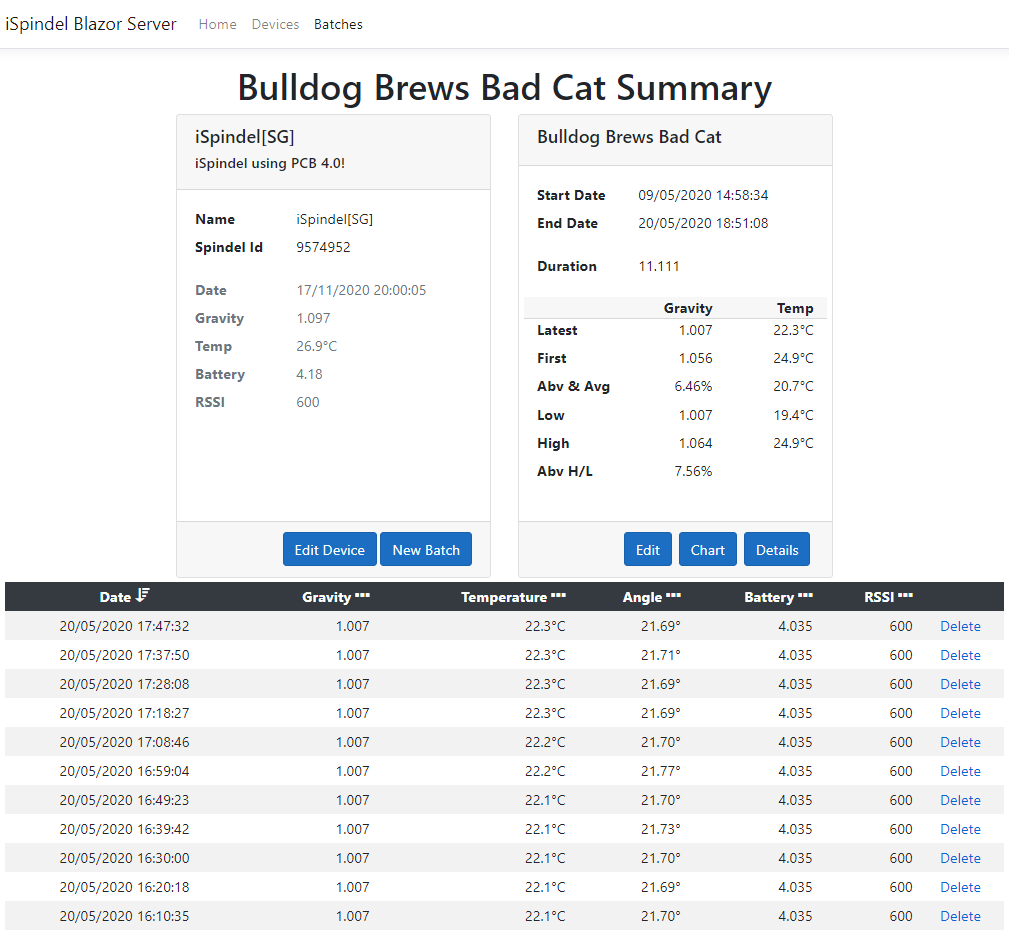 iSpindel Blazor Server Home Devices Batches
Bulldog Brews Bad Cat Summary
iSpindel[SG]
iSpindel using PCB 4.0!
Name iSpindel[SG]
Spindel Id 9574952
Date 17/11/2020 20:00:05
Gravity 1.097
Temp 26.9°C
Battery 4.18
RSSI 600
Edit Device New Batch
Bulldog Brews Bad Cat
Start Date 09/05/2020 14:58:34
End Date 20/05/2020 18:51:08
Duration 11.111
Gravity Temp
Latest 1.007 22.3°C
First 1.056 24.9°C
Abv & Avg 6.46% 20.7°C
Low 1.007 19.4°C
High 1.064 24.9°C
Abv H/L 7.56%
Edit Chart Details
Date Gravity Temperature Angle Battery RSSI
20/05/2020 17:47:32 1.007 22.3°C 21.69° 4.035 600 Delete
20/05/2020 17:37:50 1.007 22.3°C 21.71° 4.035 600 Delete
20/05/2020 17:28:08 1.007 22.3°C 21.69° 4.035 600 Delete
20/05/2020 17:18:27 1.007 22.3°C 21.69° 4.035 600 Delete
20/05/2020 17:08:46 1.007 22.2°C 21.70° 4.035 600 Delete
20/05/2020 16:59:04 1.007 22.2°C 21.77° 4.035 600 Delete
20/05/2020 16:49:23 1.007 22.1°C 21.70° 4.035 600 Delete
20/05/2020 16:39:42 1.007 22.1°C 21.73° 4.035 600 Delete
20/05/2020 16:30:00 1.007 22.1°C 21.70° 4.035 600 Delete
20/05/2020 16:20:18 1.007 22.1°C 21.69° 4.035 600 Delete
20/05/2020 16:10:35 1.007 22.1°C 21.70° 4.035 600 Delete